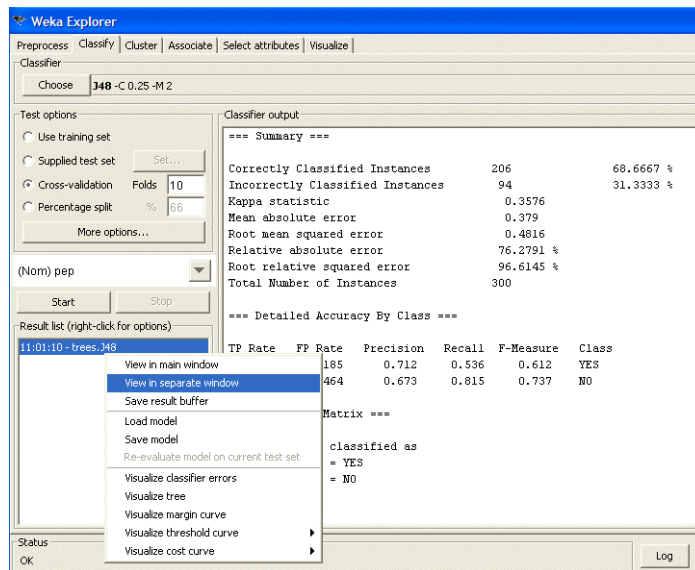 Weka Explorer
Preprocess Classify Cluster Associate Select attributes Visualize
Classifier
Choose J48 -C 0.25 -M 2
Test options
Use training set
Supplied test set Set...
Cross-validation Folds 10
Percentage split % 66
More options...
(Nom) pep
Start Stop
Result list (right-click for options)
11:01:10 - trees.J48
Classifier output
=== Summary ===
Correctly Classified Instances 206 68.6667 %
Incorrectly Classified Instances 94 31.3333 %
Kappa statistic 0.3576
Mean absolute error 0.379
Root mean squared error 0.4816
Relative absolute error 76.2791 %
Root relative squared error 96.6145 %
Total Number of Instances 300
=== Detailed Accuracy By Class ===
TP Rate FP Rate Precision Recall F-Measure Class
185 0.712 0.536 0.612 YES
464 0.673 0.815 0.737 NO
Matrix ===
classified as
= YES
= NO
View in main window
View in separate window
Save result buffer
Load model
Save model
Re-evaluate model on current test set
Visualize classifier errors
Visualize tree
Visualize margin curve
Visualize threshold curve
Visualize cost curve
Status
OK
Log